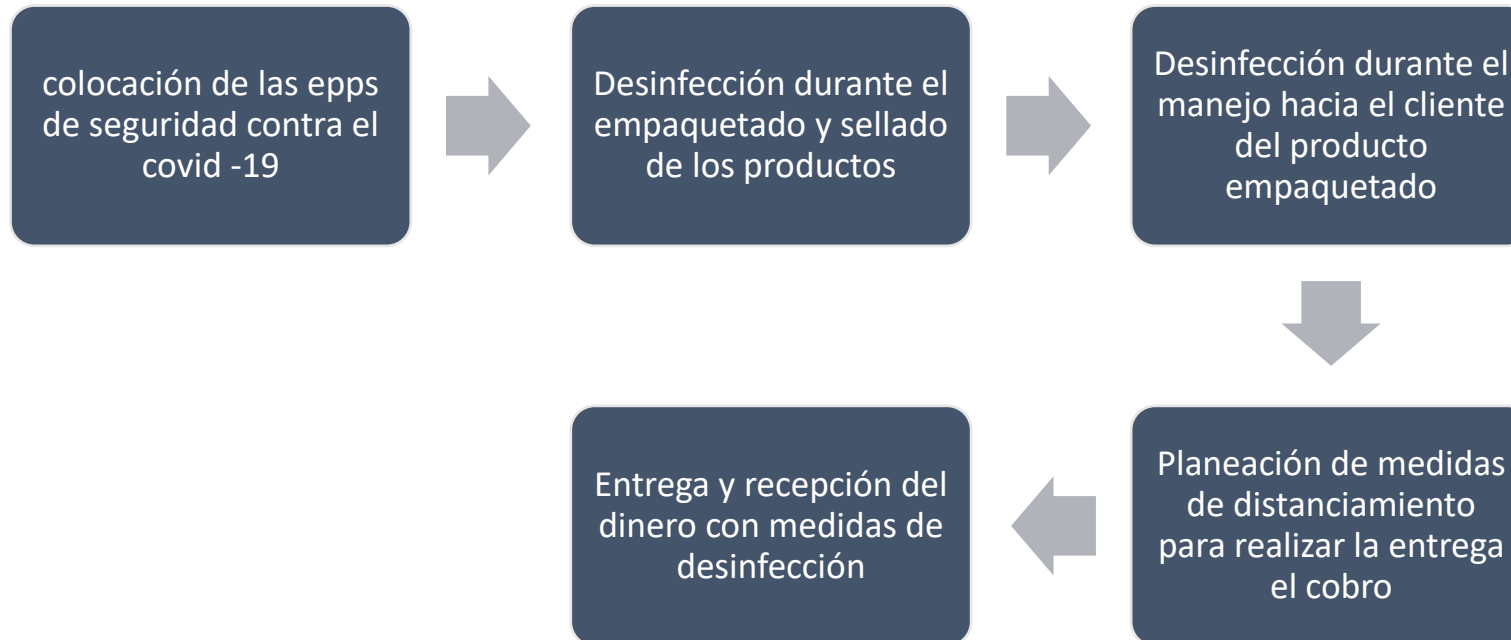 colocación de las epps
de seguridad contra el
covid -19
Desinfección durante el
empaquetado y sellado
de los productos
Desinfección durante el
manejo hacia el cliente
del producto
empaquetado
Planeación de medidas
de distanciamiento
para realizar la entrega
el cobro
Entrega y recepción del
dinero con medidas de
desinfección